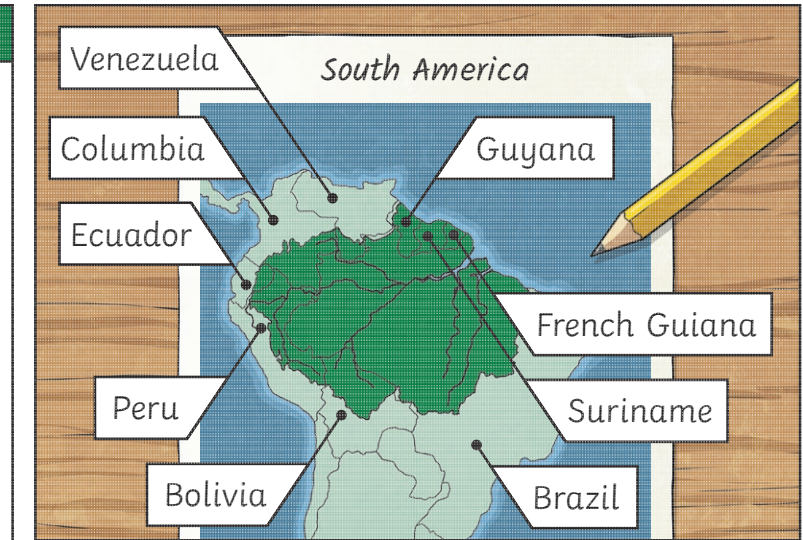 Venezuela
South America
Columbia
Guyana
Ecuador
French Guiana
Peru
Suriname
Bolivia
Brazil